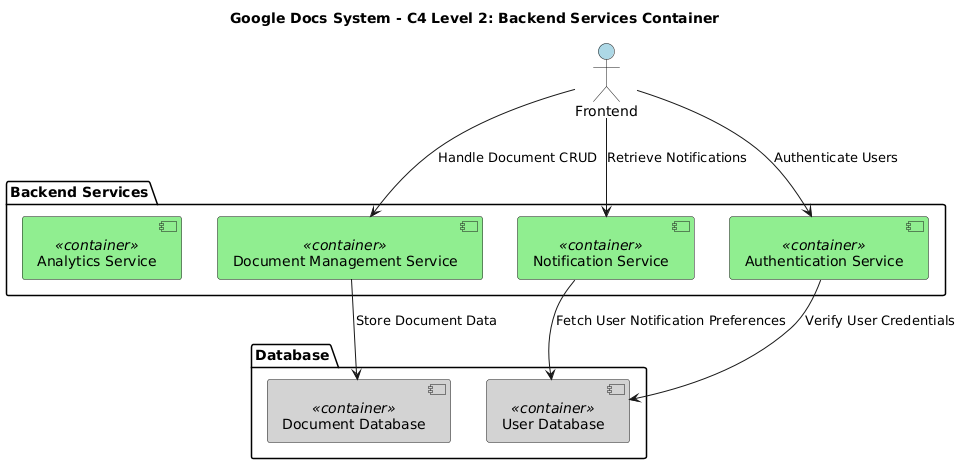 Google Docs System - C4 Level 2: Backend Services Container
Frontend
Handle Document CRUD
Retrieve Notifications
Authenticate Users
Backend Services
«container»
Analytics Service
«container»
Document Management Service
«container»
Notification Service
«container»
Authentication Service
Store Document Data
Fetch User Notification Preferences
Verify User Credentials
Database
«container»
Document Database
«container»
User Database